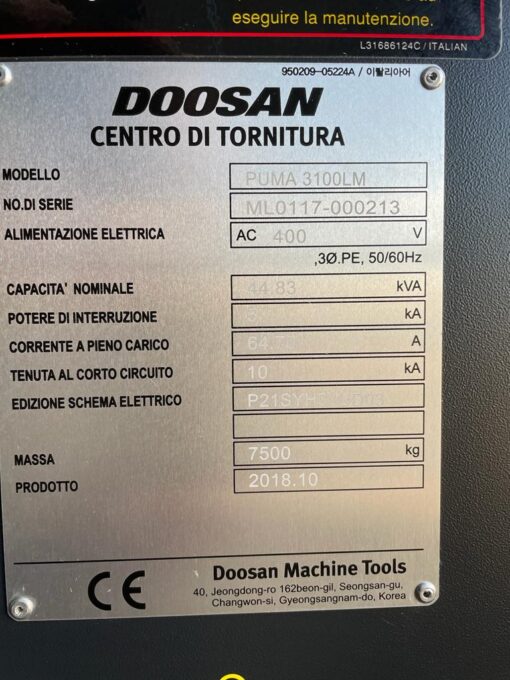 eseguire la manutenzione.
L31686124C / ITALIAN
950209-05224A / 이탈리아어
DOOSAN
CENTRO DI TORNITURA
MODELLO PUMA 3100LM
NO.DI SERIE ML0117-000213
ALIMENTAZIONE ELETTRICA AC 400 V
,3Ø.PE, 50/60Hz
CAPACITA' NOMINALE 44.83 kVA
POTERE DI INTERRUZIONE kA
CORRENTE A PIENO CARICO A
TENUTA AL CORTO CIRCUITO 10 kA
EDIZIONE SCHEMA ELETTRICO
MASSA 7500 kg
PRODOTTO 2018.10
CE
Doosan Machine Tools
40, Jeongdong-ro 162beon-gil, Seongsan-gu,
Changwon-si, Gyeongsangnam-do, Korea